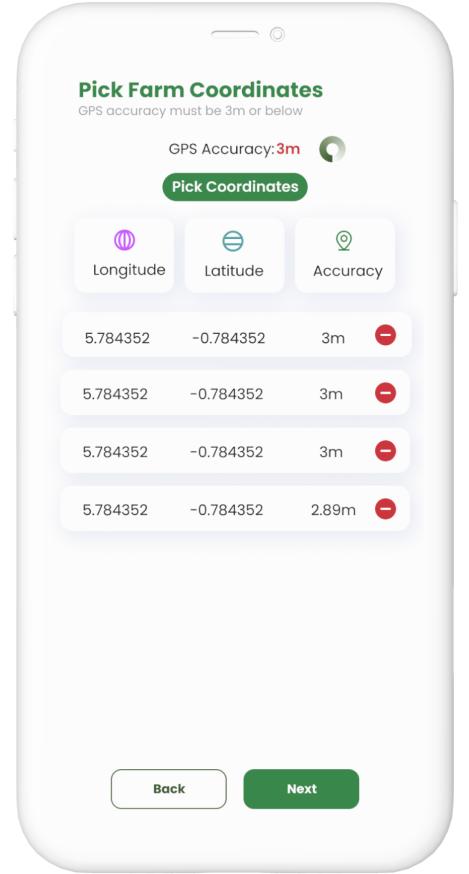 Pick Farm Coordinates
GPS accuracy must be 3m or below
GPS Accuracy: 3m
Pick Coordinates
Longitude Latitude Accuracy
5.784352 -0.784352 3m
5.784352 -0.784352 3m
5.784352 -0.784352 3m
5.784352 -0.784352 2.89m
Back Next